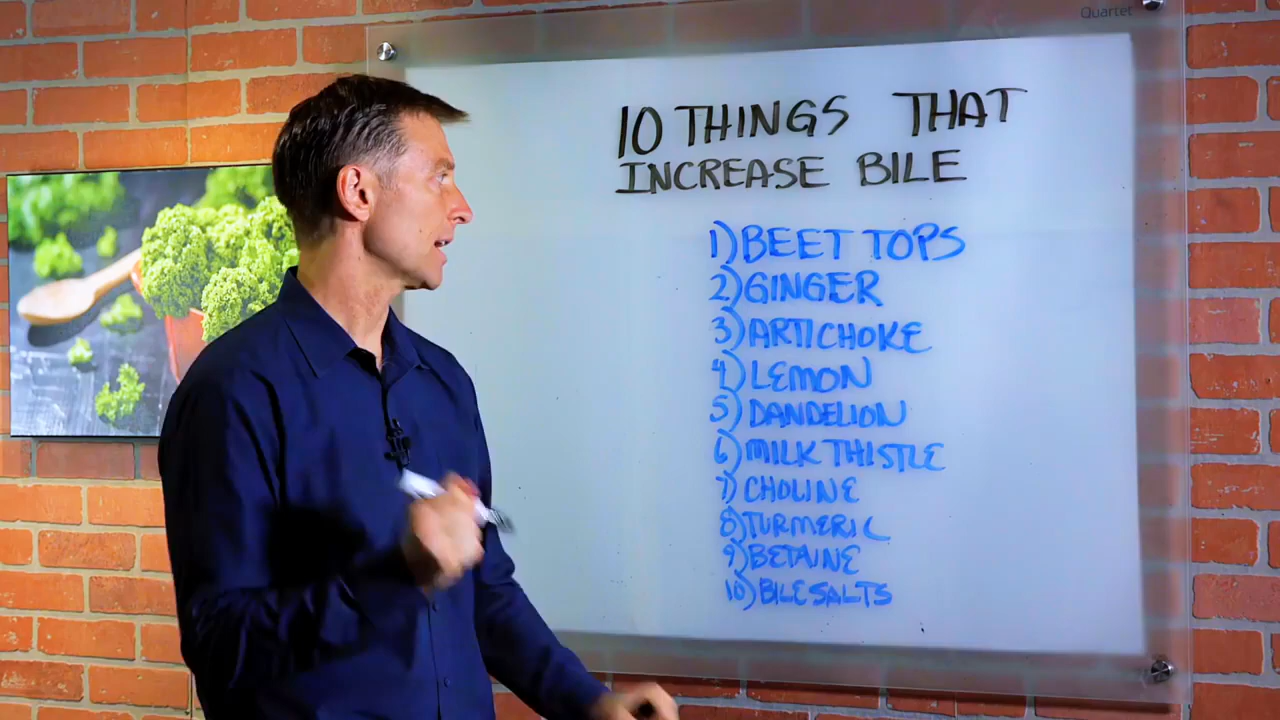 Quartet
10 THINGS THAT
INCREASE BILE
1) BEET TOPS
2) GINGER
3) ARTICHOKE
4) LEMON
5) DANDELION
6) MILK THISTLE
7) CHOLINE
8) TURMERIC
9) BETAINE
10) BILE SALTS